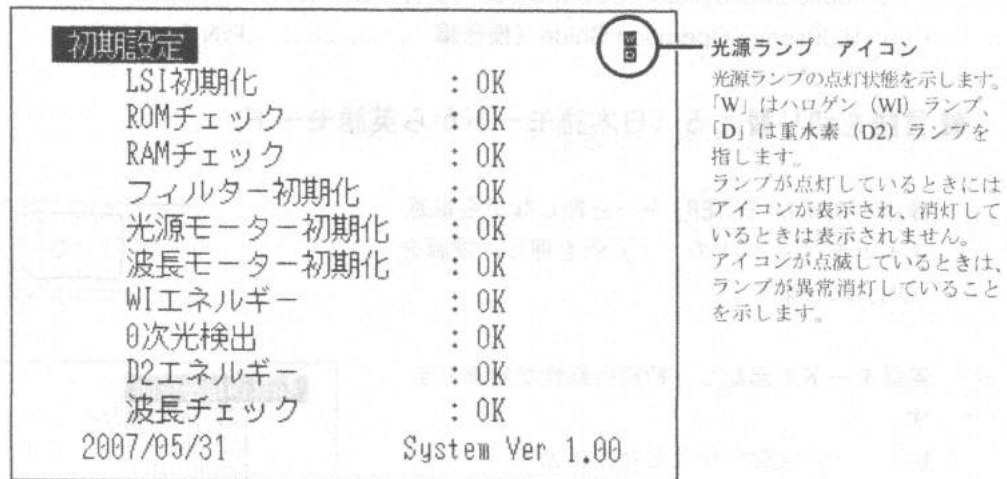 初期設定
LSI初期化 : OK
ROMチェック : OK
RAMチェック : OK
フィルター初期化 : OK
光源モーター初期化 : OK
波長モーター初期化 : OK
WIエネルギー : OK
0次光検出 : OK
D2エネルギー : OK
波長チェック : OK
2007/05/31 System Ver 1.00
W
D
光源ランプ アイコン
光源ランプの点灯状態を示します。
「W」はハロゲン（WI）ランプ、
「D」は重水素（D2）ランプを
指します。
ランプが点灯しているときには
アイコンが表示され、消灯して
いるときは表示されません。
アイコンが点滅しているときは、
ランプが異常消灯していること
を示します。